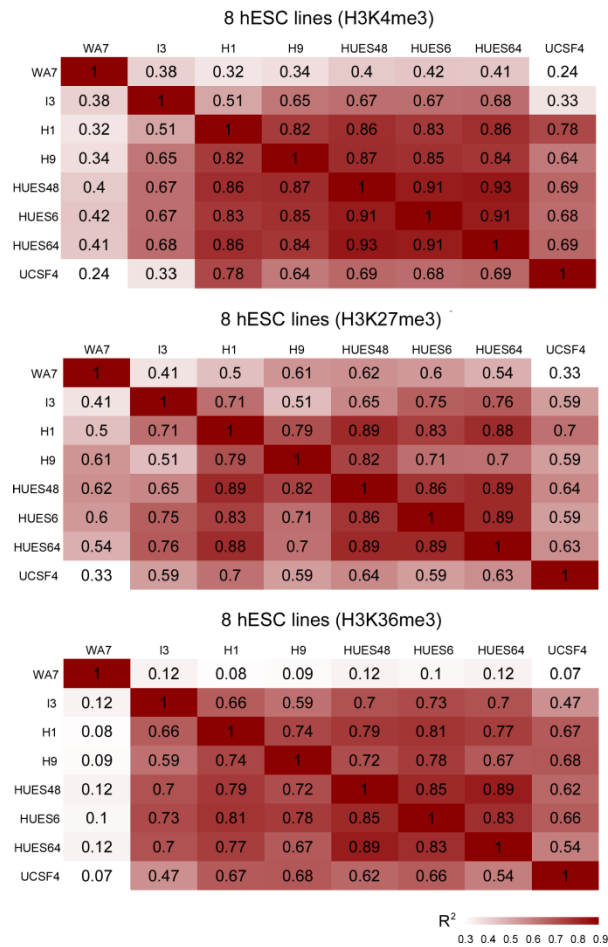 8 hESC lines (H3K4me3)
WA7 I3 H1 H9 HUES48 HUES6 HUES64 UCSF4
WA7 1 0.38 0.32 0.34 0.4 0.42 0.41 0.24
I3 0.38 1 0.51 0.65 0.67 0.67 0.68 0.33
H1 0.32 0.51 1 0.82 0.86 0.83 0.86 0.78
H9 0.34 0.65 0.82 1 0.87 0.85 0.84 0.64
HUES48 0.4 0.67 0.86 0.87 1 0.91 0.93 0.69
HUES6 0.42 0.67 0.83 0.85 0.91 1 0.91 0.68
HUES64 0.41 0.68 0.86 0.84 0.93 0.91 1 0.69
UCSF4 0.24 0.33 0.78 0.64 0.69 0.68 0.69 1
8 hESC lines (H3K27me3)
WA7 I3 H1 H9 HUES48 HUES6 HUES64 UCSF4
WA7 1 0.41 0.5 0.61 0.62 0.6 0.54 0.33
I3 0.41 1 0.71 0.51 0.65 0.75 0.76 0.59
H1 0.5 0.71 1 0.79 0.89 0.83 0.88 0.7
H9 0.61 0.51 0.79 1 0.82 0.71 0.7 0.59
HUES48 0.62 0.65 0.89 0.82 1 0.86 0.89 0.64
HUES6 0.6 0.75 0.83 0.71 0.86 1 0.89 0.59
HUES64 0.54 0.76 0.88 0.7 0.89 0.89 1 0.63
UCSF4 0.33 0.59 0.7 0.59 0.64 0.59 0.63 1
8 hESC lines (H3K36me3)
WA7 I3 H1 H9 HUES48 HUES6 HUES64 UCSF4
WA7 1 0.12 0.08 0.09 0.12 0.1 0.12 0.07
I3 0.12 1 0.66 0.59 0.7 0.73 0.7 0.47
H1 0.08 0.66 1 0.74 0.79 0.81 0.77 0.67
H9 0.09 0.59 0.74 1 0.72 0.78 0.67 0.68
HUES48 0.12 0.7 0.79 0.72 1 0.85 0.89 0.62
HUES6 0.1 0.73 0.81 0.78 0.85 1 0.83 0.66
HUES64 0.12 0.7 0.77 0.67 0.89 0.83 1 0.54
UCSF4 0.07 0.47 0.67 0.68 0.62 0.66 0.54 1
R²
0.3 0.4 0.5 0.6 0.7 0.8 0.9